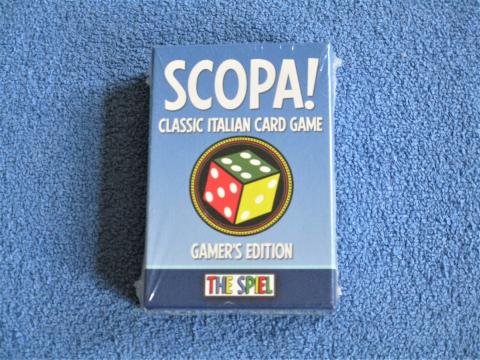 SCOPA!
CLASSIC ITALIAN CARD GAME
GAMER'S EDITION
THE SPIEL